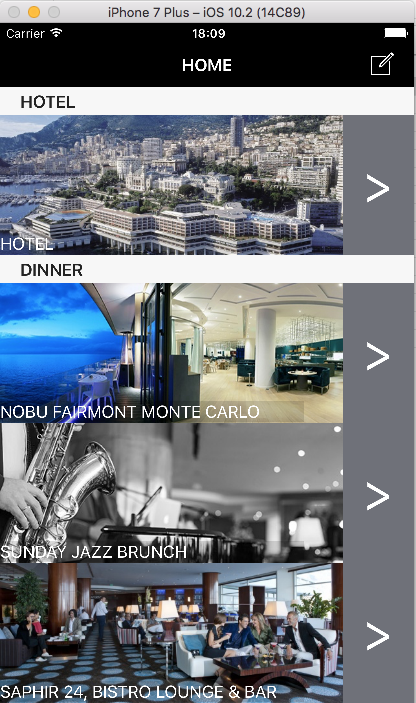 iPhone 7 Plus – iOS 10.2 (14C89)
Carrier 18:09
HOME
HOTEL
HOTEL
DINNER
NOBU FAIRMONT MONTE CARLO
SUNDAY JAZZ BRUNCH
SAPHIR 24, BISTRO LOUNGE & BAR